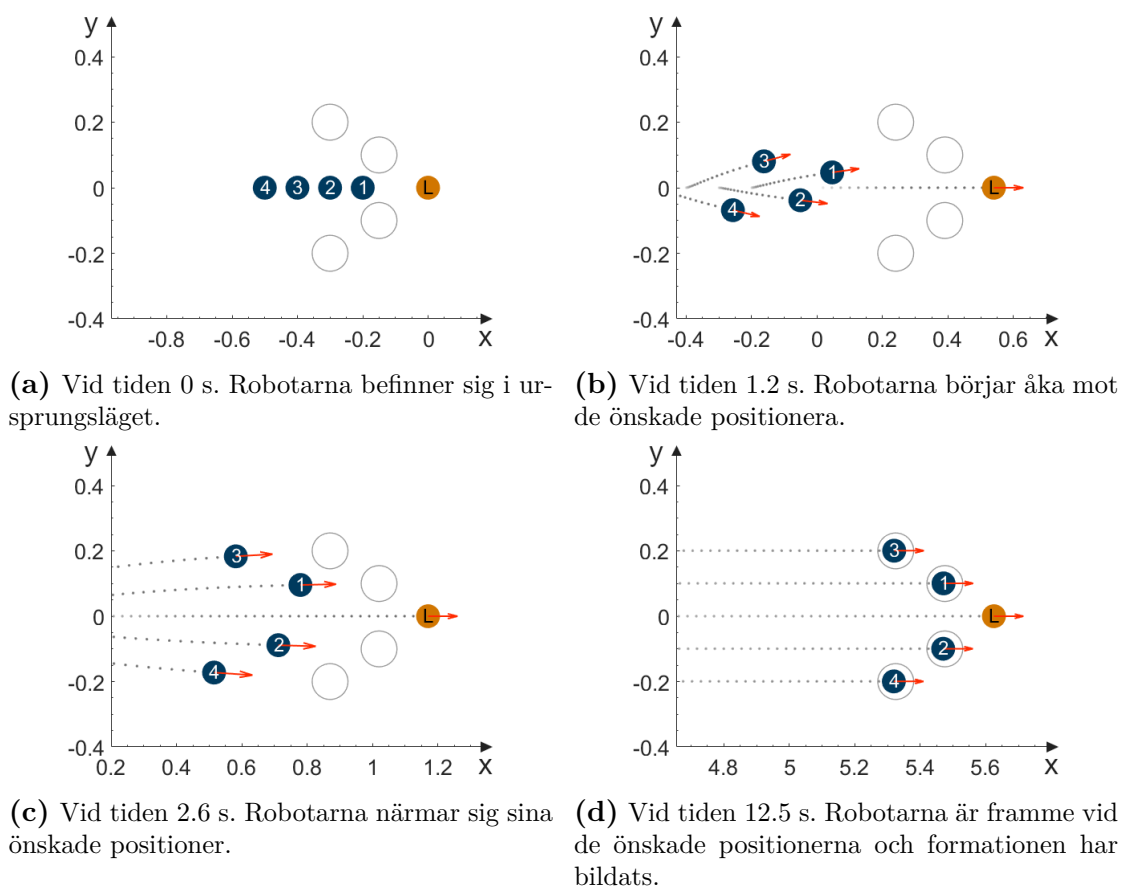 y
0.4
0.2
0
-0.2
-0.4
4 3 2 1 L
-0.8 -0.6 -0.4 -0.2 0 x
(a) Vid tiden 0 s. Robotarna befinner sig i ur-
sprungsläget.
y
0.4
0.2
0
-0.2
-0.4
3 1 2 4 L
-0.4 -0.2 0 0.2 0.4 0.6 x
(b) Vid tiden 1.2 s. Robotarna börjar åka mot
de önskade positionera.
y
0.4
0.2
0
-0.2
-0.4
3 1 L 2 4
0.2 0.4 0.6 0.8 1 1.2 x
(c) Vid tiden 2.6 s. Robotarna närmar sig sina
önskade positioner.
y
0.4
0.2
0
-0.2
-0.4
3 1 L 2 4
4.8 5 5.2 5.4 5.6 x
(d) Vid tiden 12.5 s. Robotarna är framme vid
de önskade positionerna och formationen har
bildats.